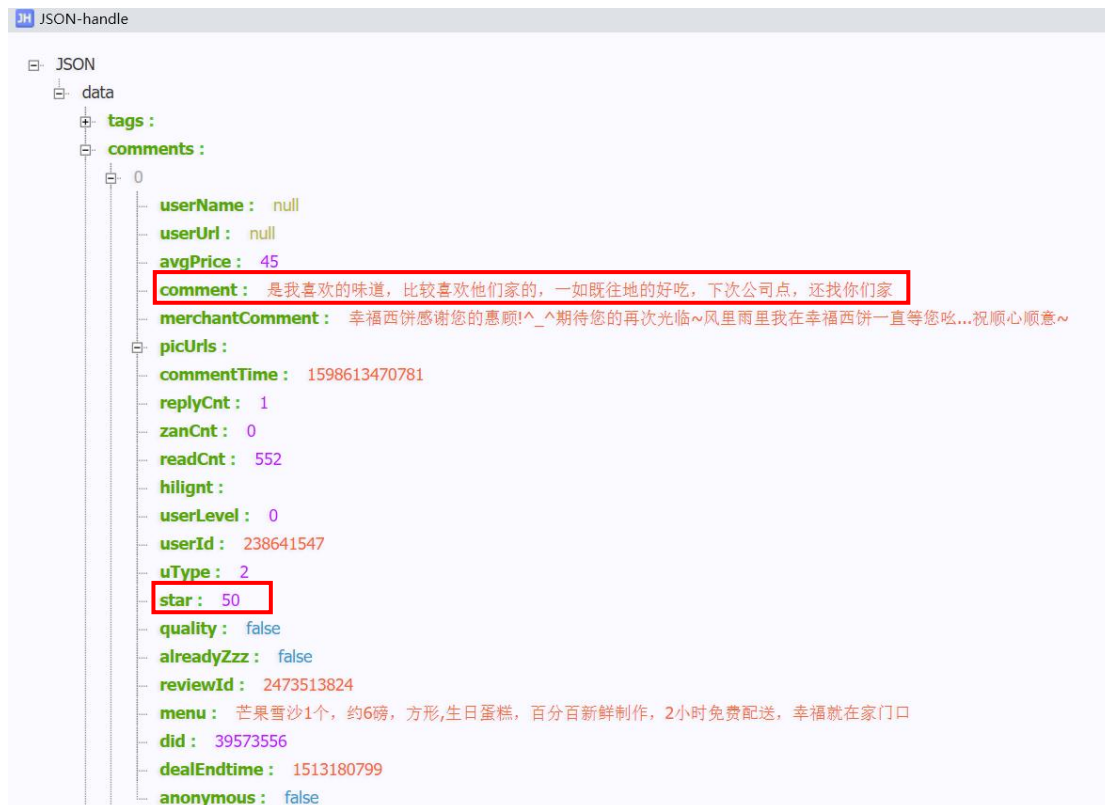 JH JSON-handle
JSON
data
tags :
comments :
0
userName : null
userUrl : null
avgPrice : 45
comment : 是我喜欢的味道，比较喜欢他们家的，一如既往地的好吃，下次公司点，还找你们家
merchantComment : 幸福西饼感谢您的惠顾!^_^期待您的再次光临~风里雨里我在幸福西饼一直等您吆...祝顺心顺意~
picUrls :
commentTime : 1598613470781
replyCnt : 1
zanCnt : 0
readCnt : 552
hilignt :
userLevel : 0
userId : 238641547
uType : 2
star : 50
quality : false
alreadyZzz : false
reviewId : 2473513824
menu : 芒果雪沙1个，约6磅，方形,生日蛋糕，百分百新鲜制作，2小时免费配送，幸福就在家门口
did : 39573556
dealEndtime : 1513180799
anonymous : false